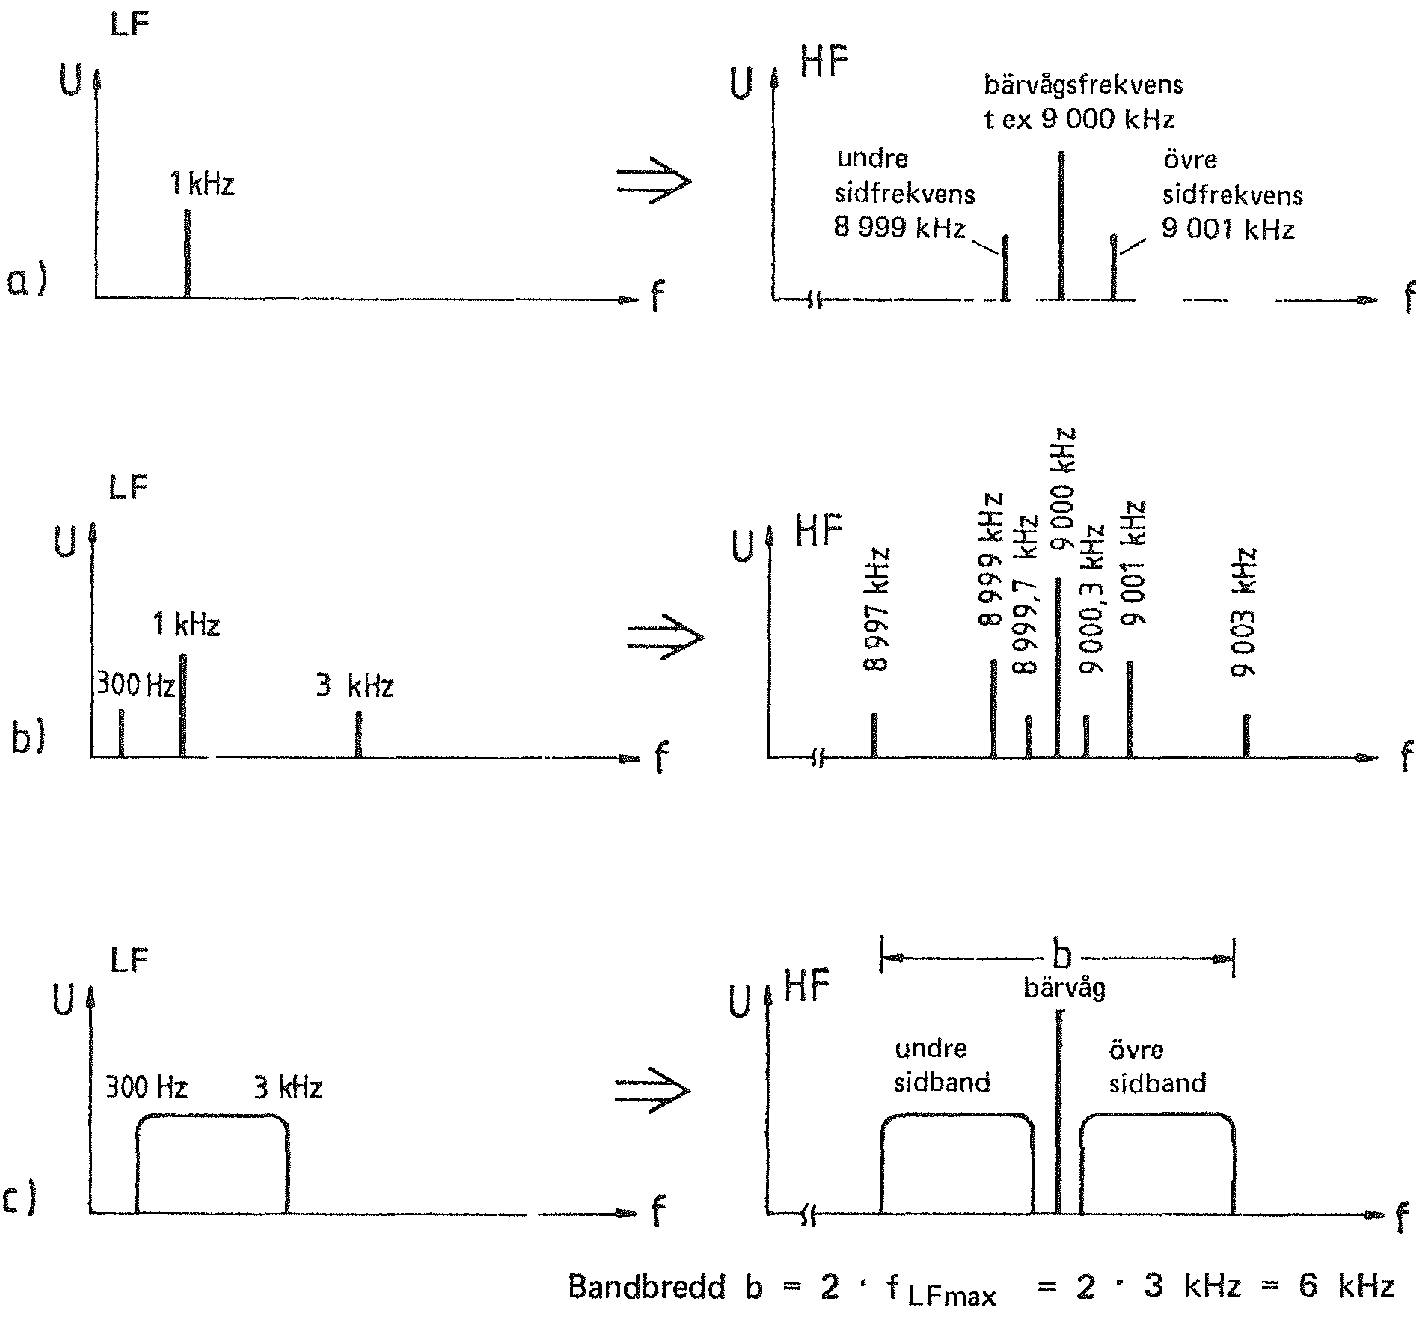 LF
U
1 kHz
f
a)
HF
U
bärvågsfrekvens
t ex 9 000 kHz
undre
sidfrekvens
8 999 kHz
övre
sidfrekvens
9 001 kHz
f
LF
U
300 Hz
1 kHz
3 kHz
f
b)
HF
U
8 997 kHz
8 999 kHz
8 999,7 kHz
9 000 kHz
9 000,3 kHz
9 001 kHz
9 003 kHz
f
LF
U
300 Hz
3 kHz
f
c)
HF
U
b
bärvåg
undre
sidband
övre
sidband
f
Bandbredd b = 2 · f LFmax = 2 · 3 kHz = 6 kHz